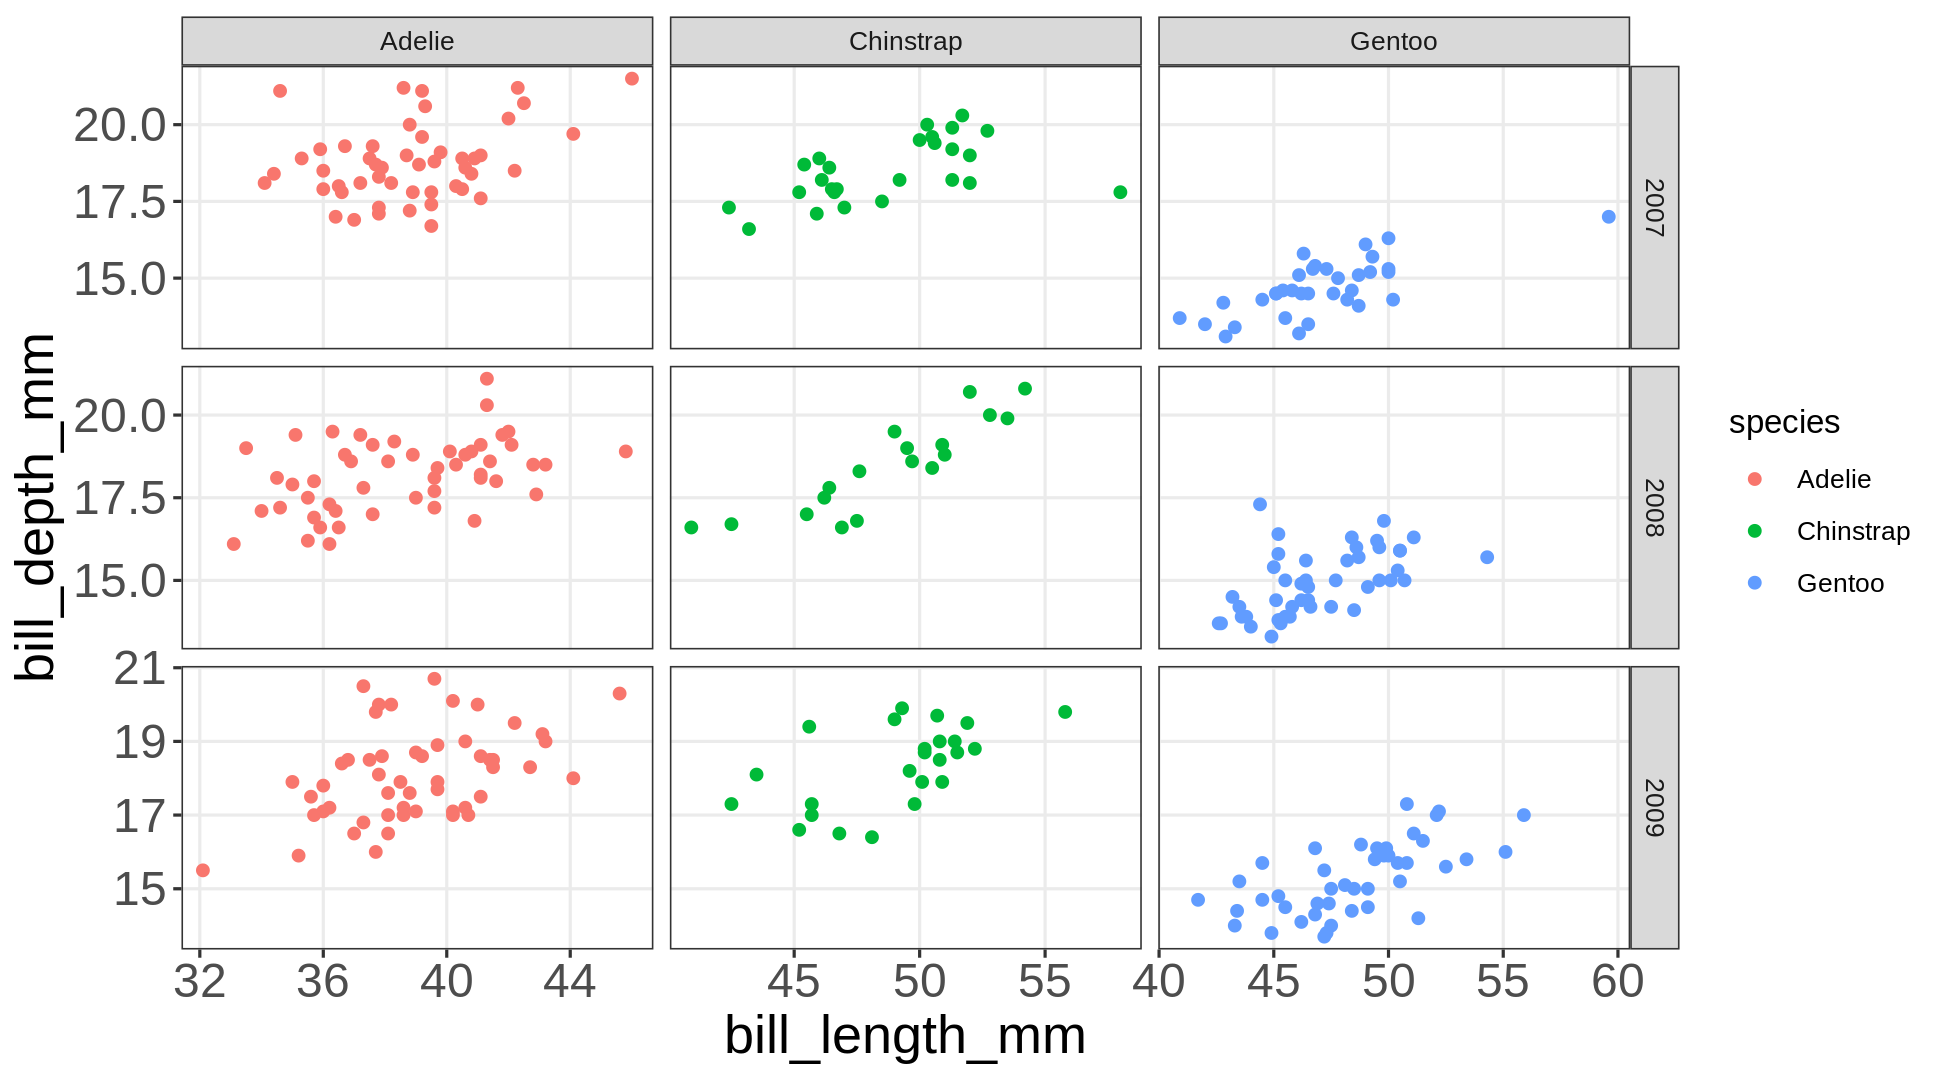 Adelie
Chinstrap
Gentoo
20.0
17.5
15.0
2007
20.0
17.5
15.0
2008
21
19
17
15
2009
32 36 40 44
45 50 55
40 45 50 55 60
bill_length_mm
bill_depth_mm
species
Adelie
Chinstrap
Gentoo